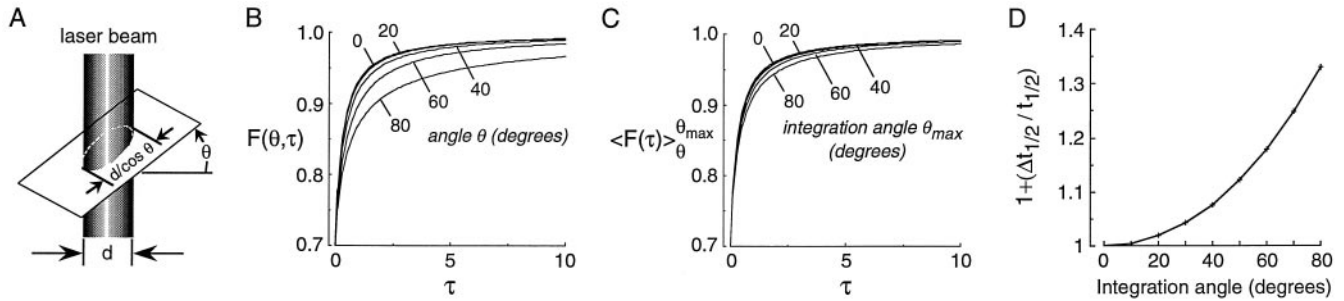 A
laser beam
d/cos θ
θ
d
B
F(θ,τ)
1.0
0.9
0.8
0.7
0
20
40
60
80
angle θ (degrees)
0
5
10
τ
C
<F(τ)>θ θmax
1.0
0.9
0.8
0.7
0
20
40
60
80
integration angle θmax
(degrees)
0
5
10
τ
D
1+(Δt1/2 / t1/2)
1.4
1.3
1.2
1.1
1
0
20
40
60
80
Integration angle (degrees)